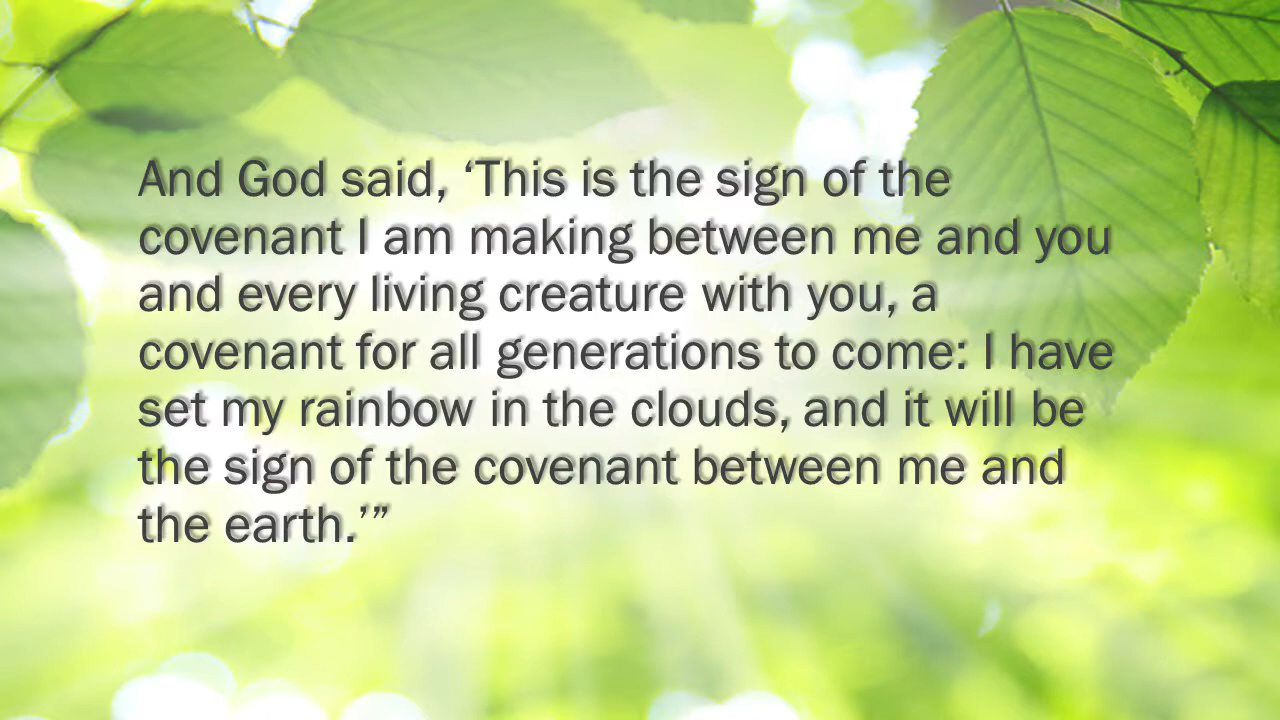 And God said, ‘This is the sign of the
covenant I am making between me and you
and every living creature with you, a
covenant for all generations to come: I have
set my rainbow in the clouds, and it will be
the sign of the covenant between me and
the earth.’”